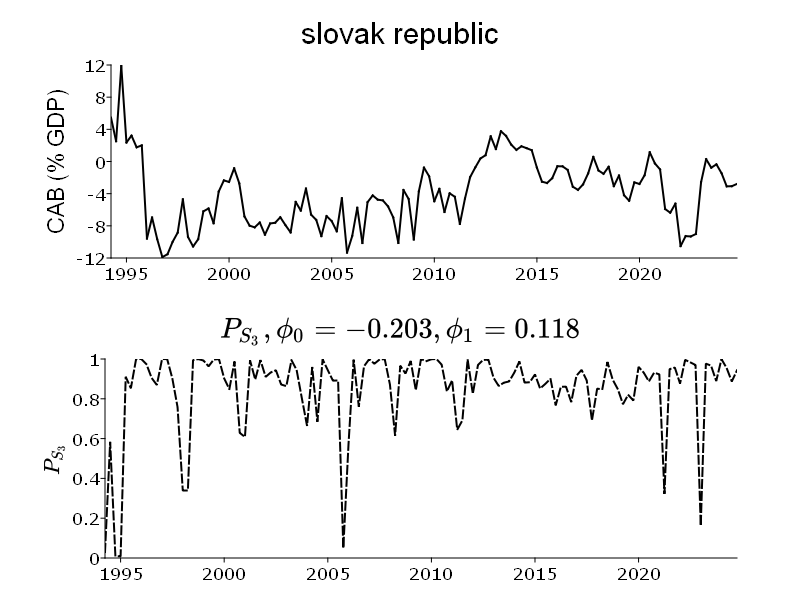 slovak republic
CAB (% GDP)
12
8
4
0
-4
-8
-12
1995 2000 2005 2010 2015 2020
P_{S_3}, ϕ_0 = −0.203, ϕ_1 = 0.118
P_{S_3}
1
0.8
0.6
0.4
0.2
0
1995 2000 2005 2010 2015 2020